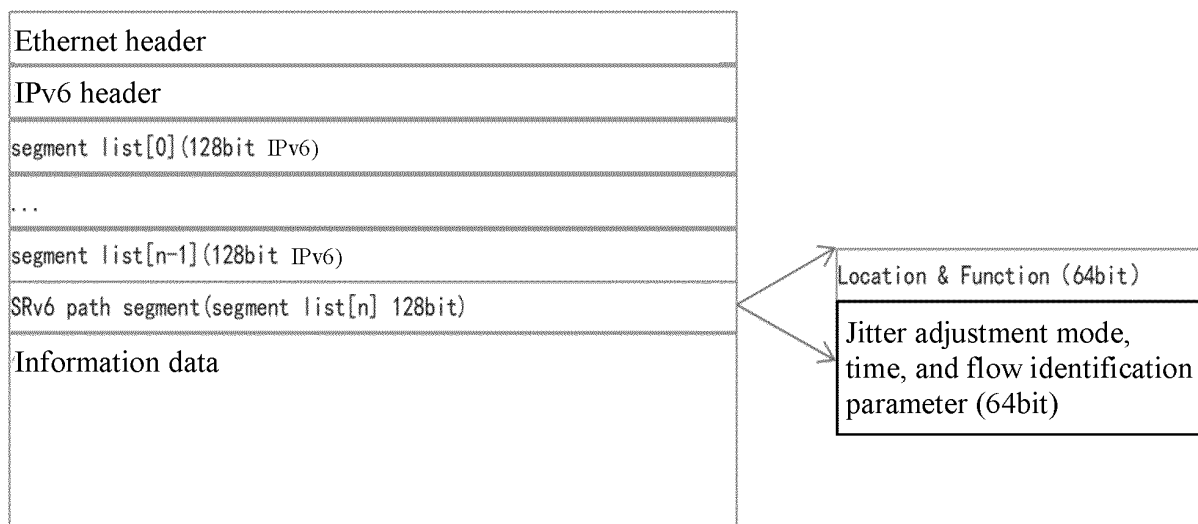 Ethernet header
IPv6 header
segment list[0](128bit IPv6)
...
segment list[n-1](128bit IPv6)
SRv6 path segment(segment list[n] 128bit)
Information data
Location & Function (64bit)
Jitter adjustment mode,
time, and flow identification
parameter (64bit)